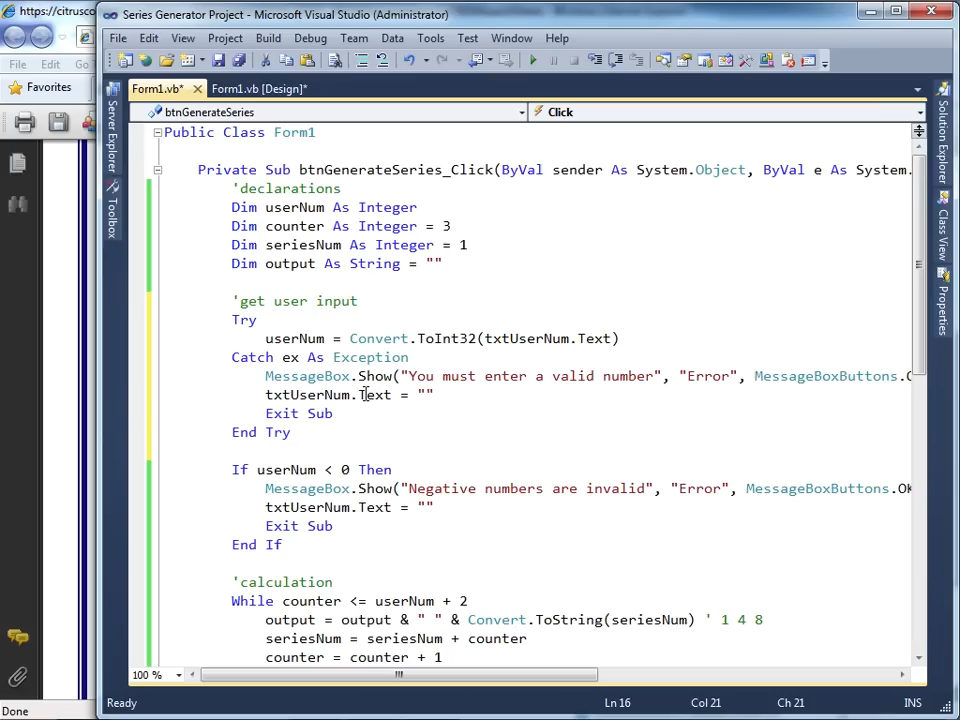 https://citrusco
Series Generator Project - Microsoft Visual Studio (Administrator)
File Edit Go
File Edit View Project Build Debug Team Data Tools Test Window Help
Favorites
Form1.vb* Form1.vb [Design]*
btnGenerateSeries Click
Server Explorer
Toolbox
Solution Explorer
Class View
Properties
Public Class Form1
Private Sub btnGenerateSeries_Click(ByVal sender As System.Object, ByVal e As System.
'declarations
Dim userNum As Integer
Dim counter As Integer = 3
Dim seriesNum As Integer = 1
Dim output As String = ""
'get user input
Try
userNum = Convert.ToInt32(txtUserNum.Text)
Catch ex As Exception
MessageBox.Show("You must enter a valid number", "Error", MessageBoxButtons.O
txtUserNum.Text = ""
Exit Sub
End Try
If userNum < 0 Then
MessageBox.Show("Negative numbers are invalid", "Error", MessageBoxButtons.OK
txtUserNum.Text = ""
Exit Sub
End If
'calculation
While counter <= userNum + 2
output = output & " " & Convert.ToString(seriesNum) ' 1 4 8
seriesNum = seriesNum + counter
counter = counter + 1
100 %
Ready Ln 16 Col 21 Ch 21 INS
Done